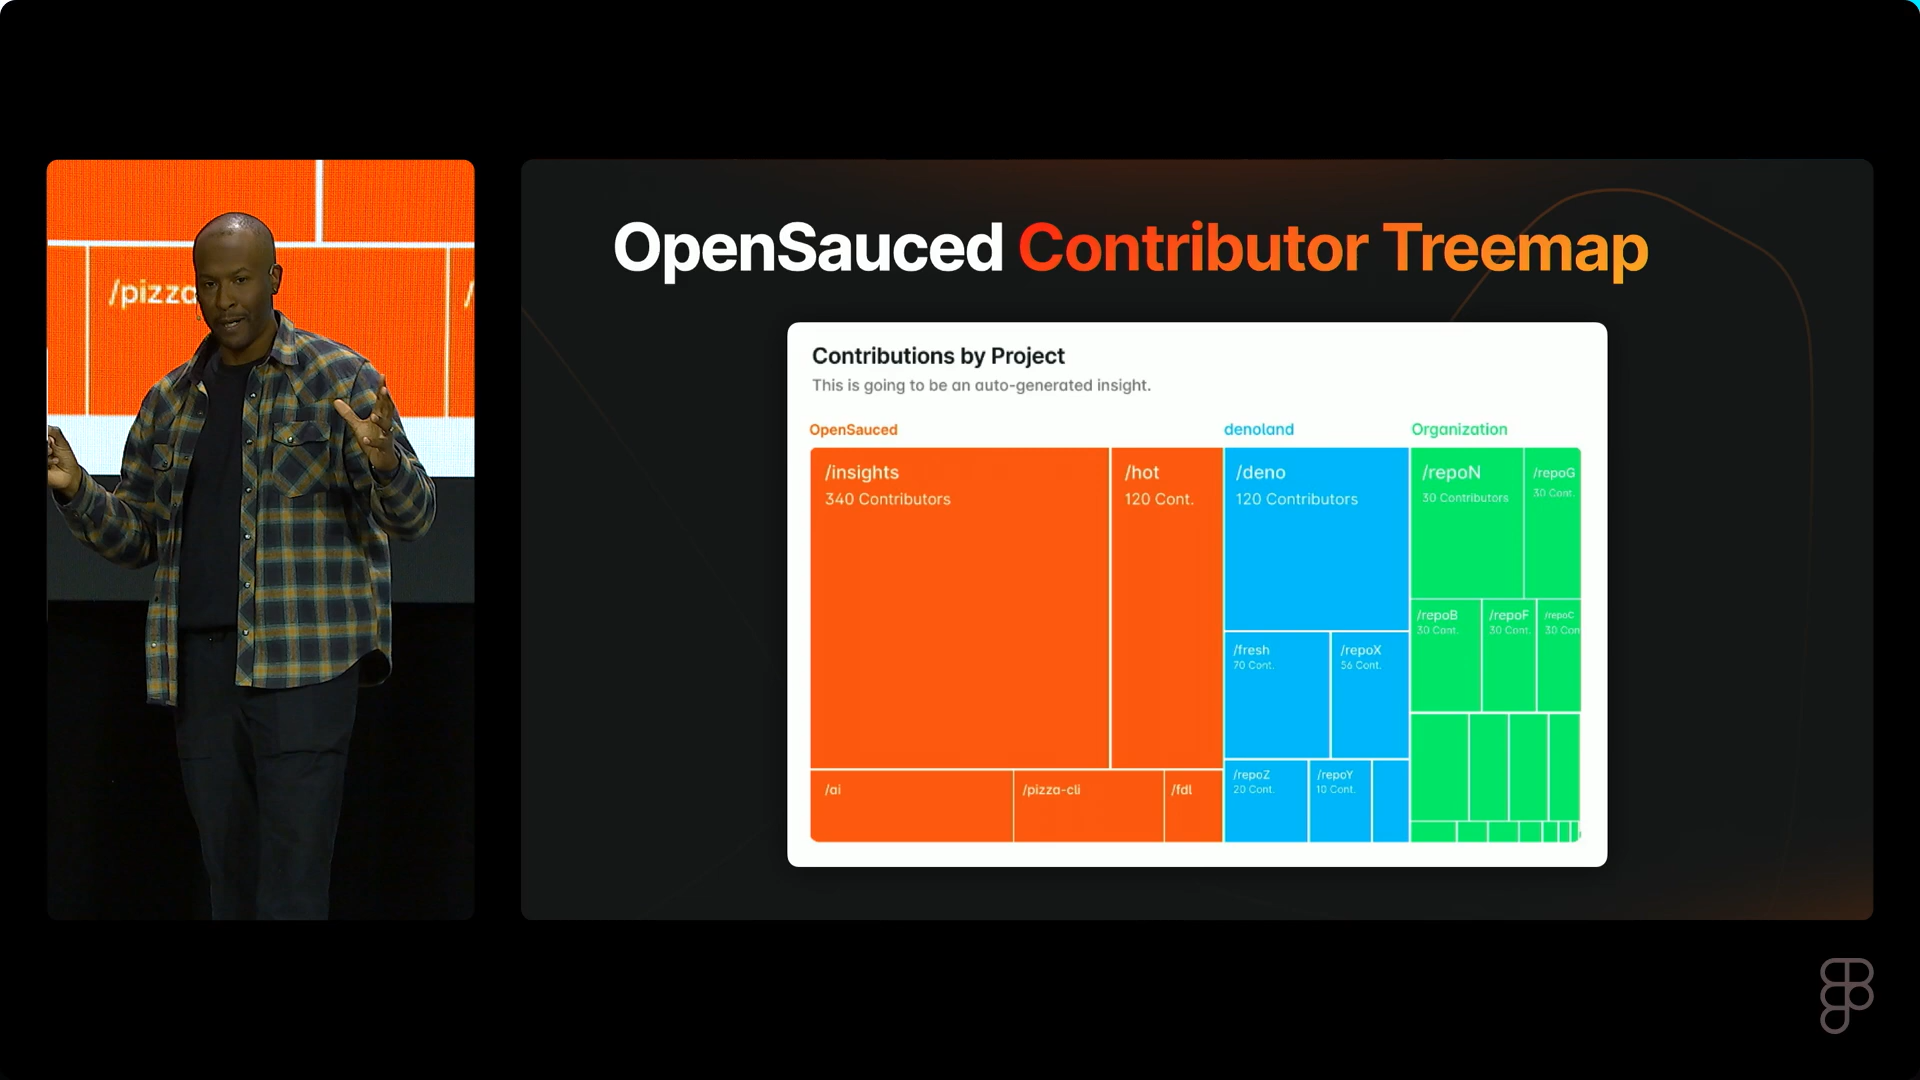 /pizza
OpenSauced Contributor Treemap
Contributions by Project
This is going to be an auto-generated insight.
OpenSauced
denoland
Organization
/insights
340 Contributors
/hot
120 Cont.
/deno
120 Contributors
/repoN
30 Contributors
/repoG
30 Cont.
/repoB
30 Cont.
/repoF
30 Cont.
/repoC
30 Con
/fresh
70 Cont.
/repoX
56 Cont.
/repoZ
20 Cont.
/repoY
10 Cont.
/ai
/pizza-cli
/fdl